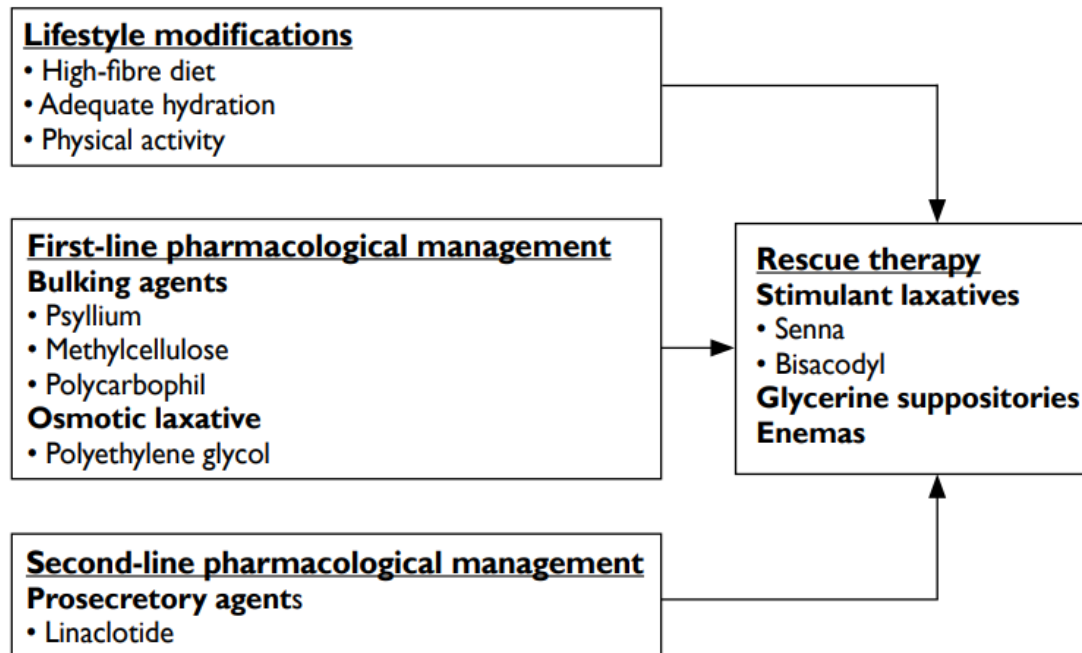 Lifestyle modifications
• High-fibre diet
• Adequate hydration
• Physical activity
First-line pharmacological management
Bulking agents
• Psyllium
• Methylcellulose
• Polycarbophil
Osmotic laxative
• Polyethylene glycol
Second-line pharmacological management
Prosecretory agents
• Linaclotide
Rescue therapy
Stimulant laxatives
• Senna
• Bisacodyl
Glycerine suppositories
Enemas